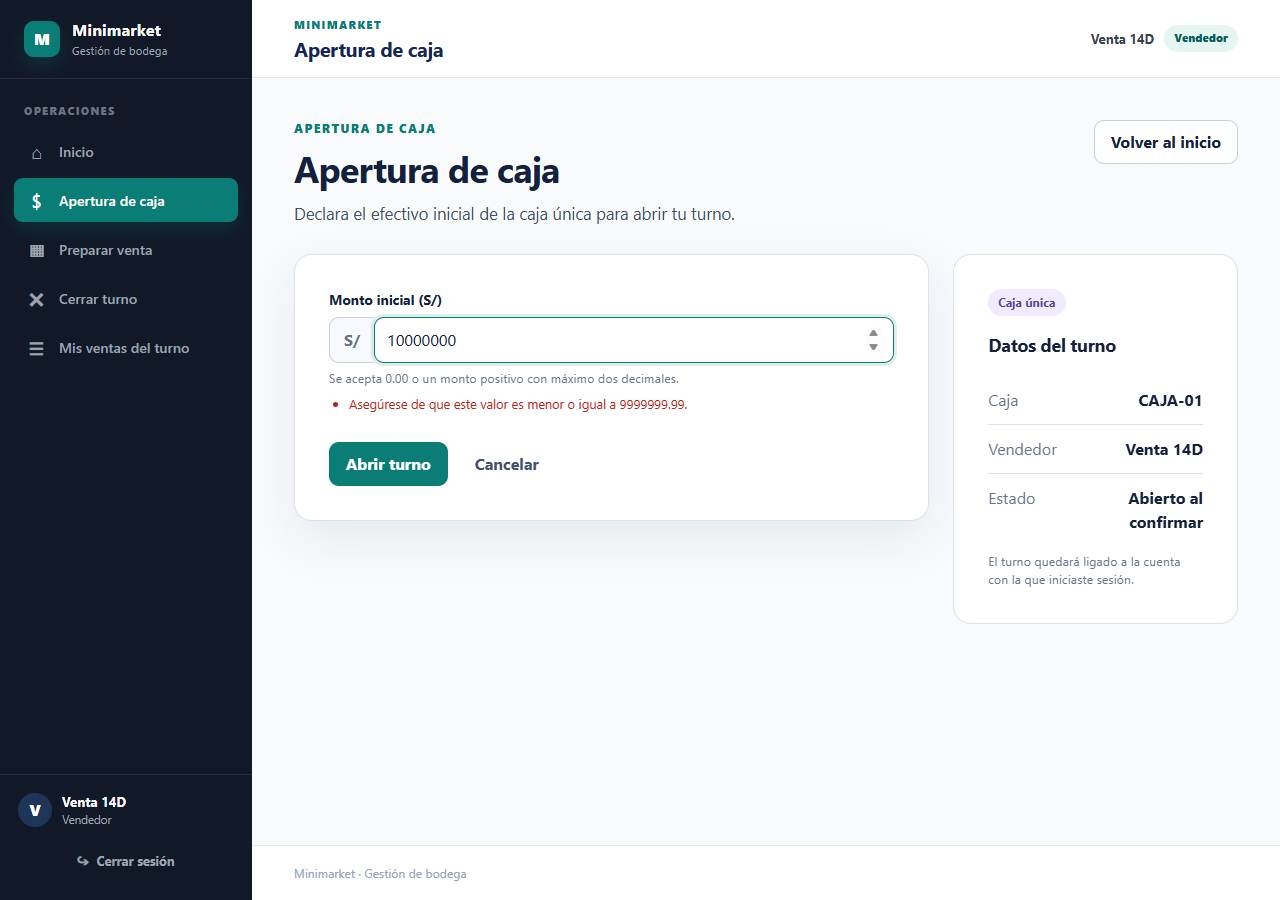 M
Minimarket
Gestión de bodega
OPERACIONES
Inicio
$ Apertura de caja
Preparar venta
Cerrar turno
Mis ventas del turno
V
Venta 14D
Vendedor
Cerrar sesión
MINIMARKET
Apertura de caja
Venta 14D
Vendedor
APERTURA DE CAJA
Apertura de caja
Declara el efectivo inicial de la caja única para abrir tu turno.
Volver al inicio
Monto inicial (S/)
S/ 10000000
Se acepta 0.00 o un monto positivo con máximo dos decimales.
Asegúrese de que este valor es menor o igual a 9999999.99.
Abrir turno
Cancelar
Caja única
Datos del turno
Caja CAJA-01
Vendedor Venta 14D
Estado Abierto al
confirmar
El turno quedará ligado a la cuenta
con la que iniciaste sesión.
Minimarket · Gestión de bodega